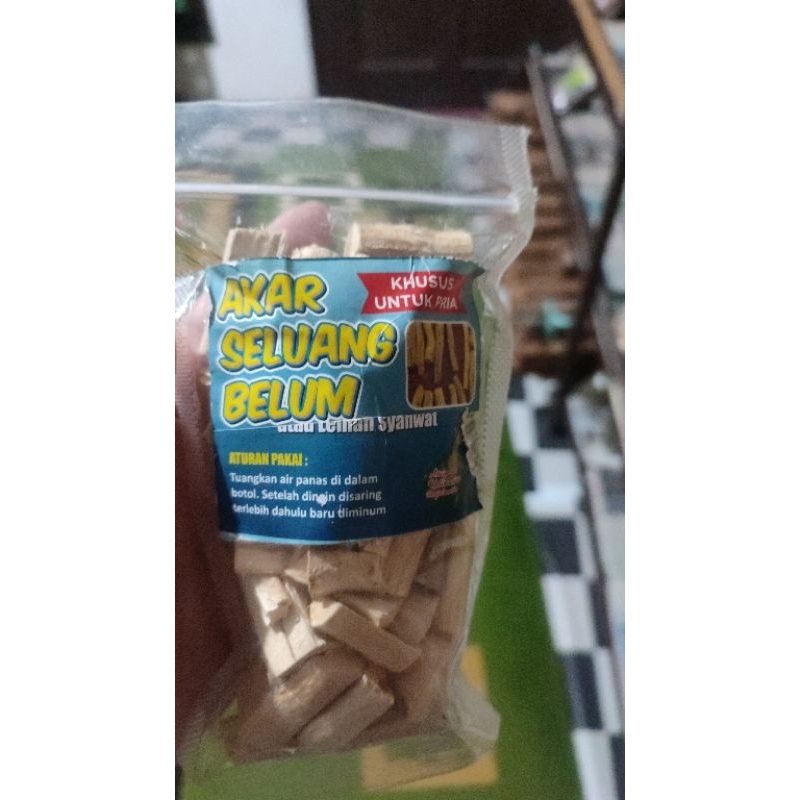 AKAR
SELUANG
BELUM
KHUSUS
UNTUK PRIA
atau Lemah Syahwat
ATURAN PAKAI :
Tuangkan air panas di dalam
botol. Setelah dingin disaring
terlebih dahulu baru diminum